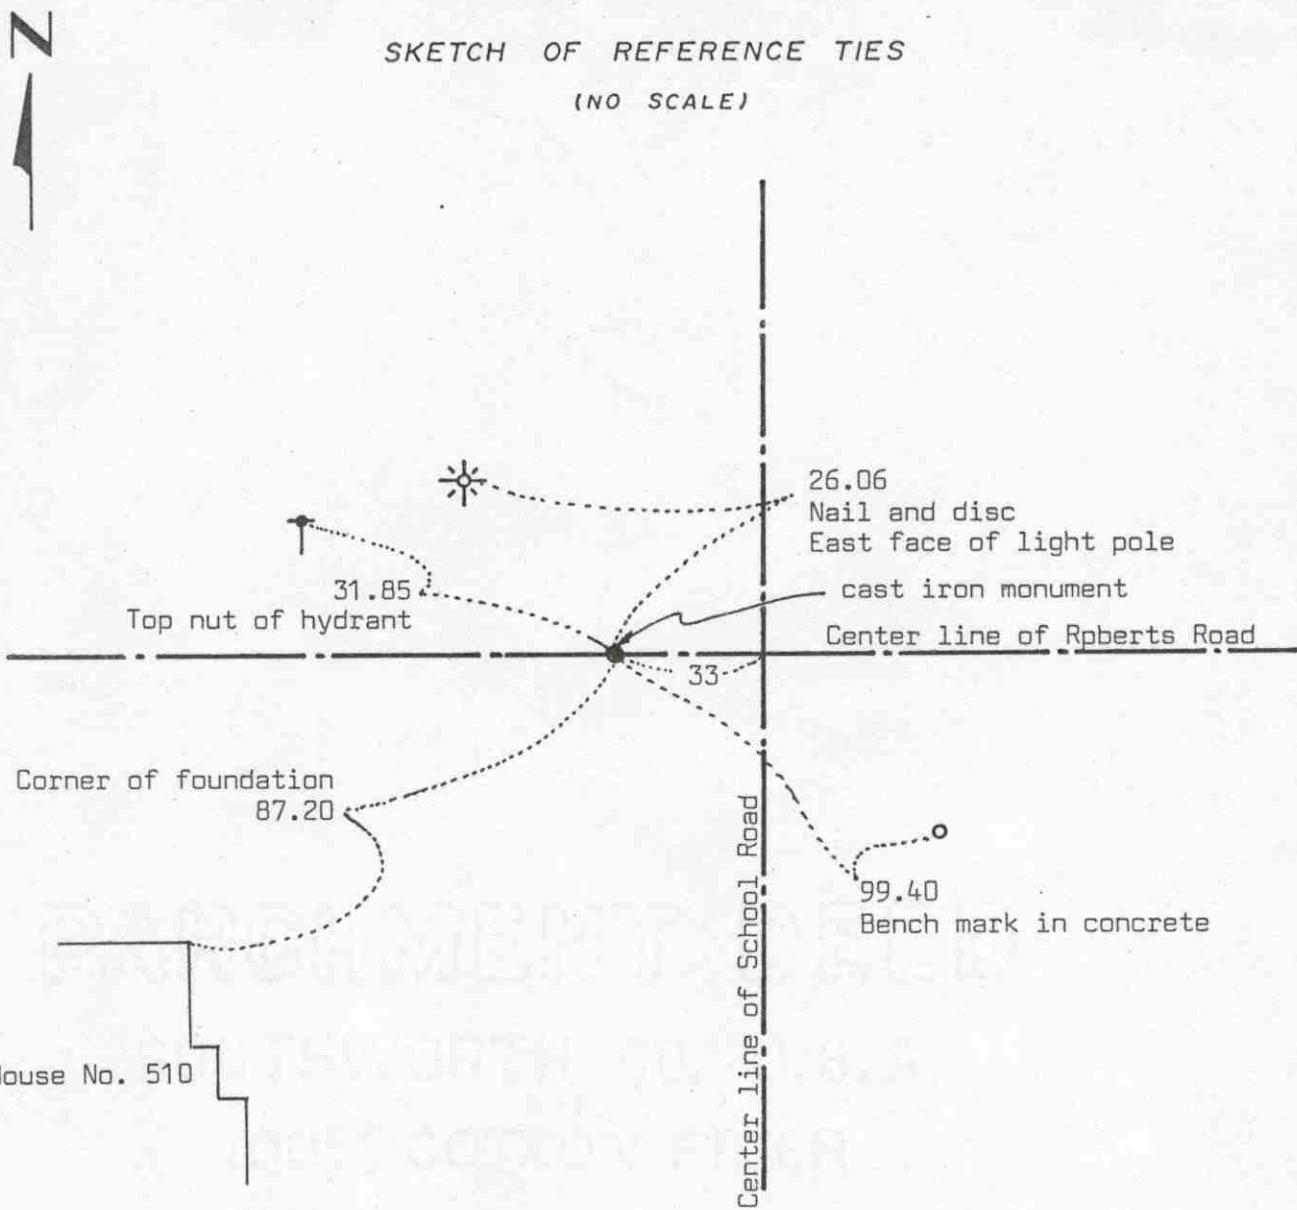 N
SKETCH OF REFERENCE TIES
(NO SCALE)
26.06
Nail and disc
East face of light pole
31.85
Top nut of hydrant
cast iron monument
Center line of Rpberts Road
33
Corner of foundation
87.20
Center line of School Road
99.40
Bench mark in concrete
House No. 510